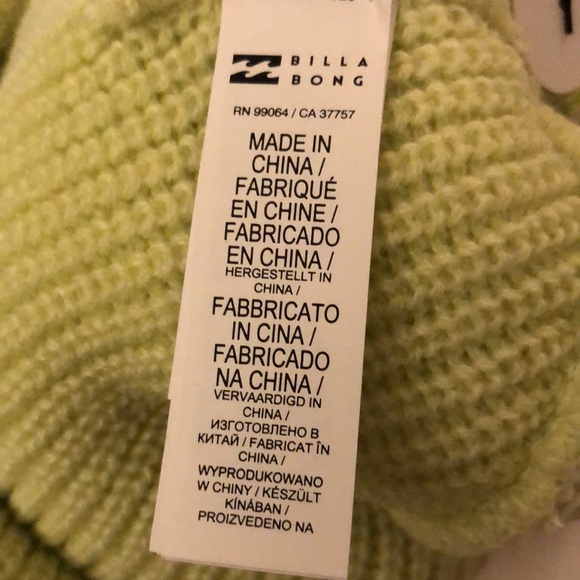 BILLA
BONG
RN 99064 / CA 37757
MADE IN
CHINA /
FABRIQUÉ
EN CHINE /
FABRICADO
EN CHINA /
HERGESTELLT IN
CHINA /
FABBRICATO
IN CINA /
FABRICADO
NA CHINA /
VERVAARDIGD IN
CHINA /
ИЗГОТОВЛЕНО В
КИТАЙ / FABRICAT ÎN
CHINA /
WYPRODUKOWANO
W CHINY / KÉSZÜLT
KÍNÁBAN /
PROIZVEDENO NA